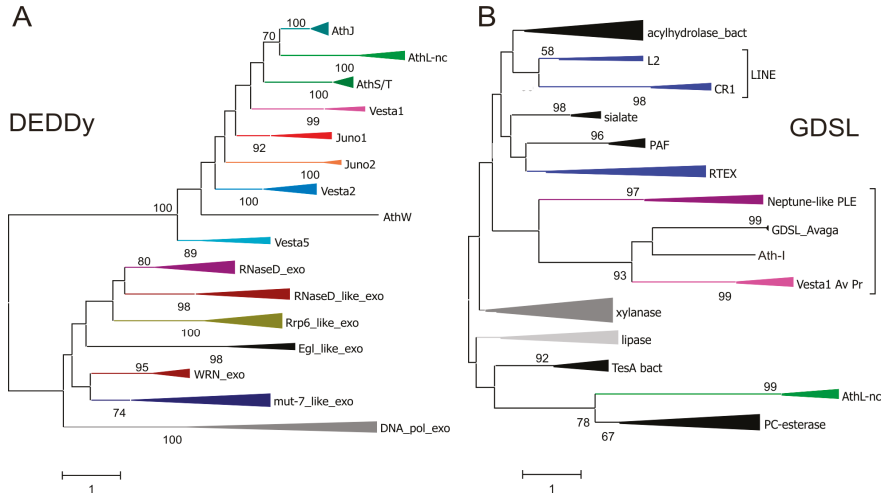 A
DEDDy
100
AthJ
70
AthL-nc
100
AthS/T
100
Vesta1
99
Juno1
92
Juno2
100
Vesta2
100
100
AthW
Vesta5
89
80
RNaseD_exo
RNaseD_like_exo
98
Rrp6_like_exo
100
Egl_like_exo
98
95
WRN_exo
mut-7_like_exo
74
DNA_pol_exo
100
1
B
GDSL
acylhydrolase_bact
58
L2
LINE
CR1
98
98
sialate
96
PAF
RTEX
97
Neptune-like PLE
99
GDSL_Avaga
Ath-I
93
Vesta1 Av Pr
99
xylanase
lipase
92
TesA bact
99
AthL-nc
78
PC-esterase
67
1